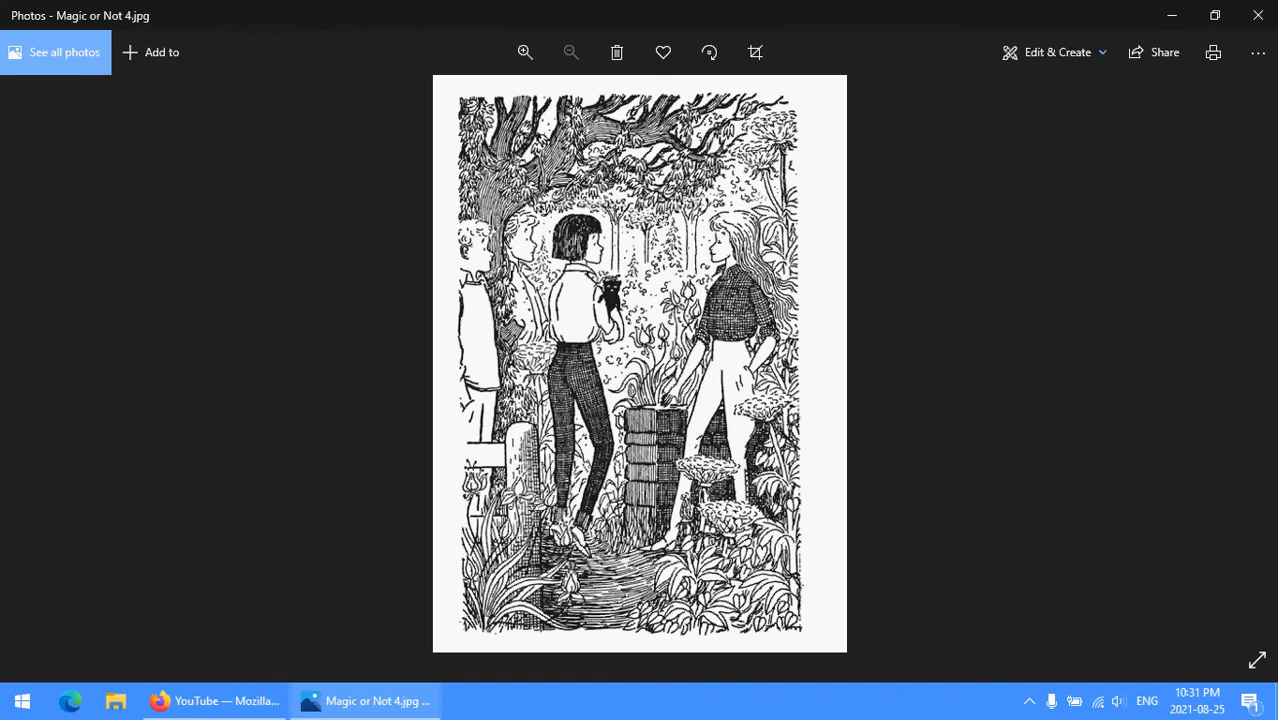 Photos - Magic or Not 4.jpg
See all photos
Add to
Edit & Create
Share
YouTube — Mozilla...
Magic or Not 4.jpg ...
ENG
10:31 PM
2021-08-25
1